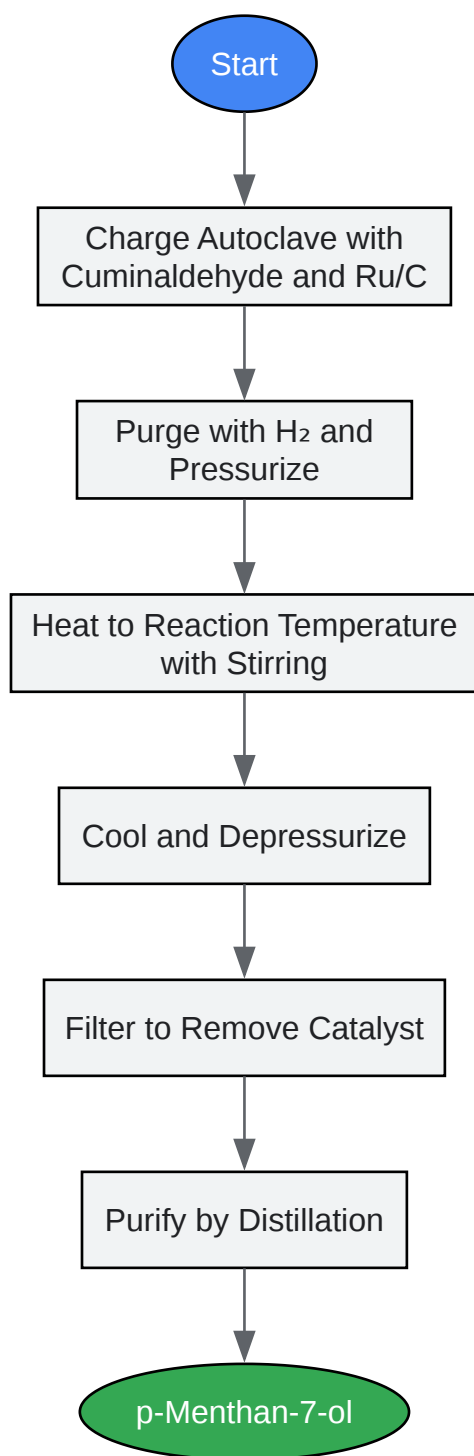 Start
Charge Autoclave with
Cuminaldehyde and Ru/C
Purge with H₂ and
Pressurize
Heat to Reaction Temperature
with Stirring
Cool and Depressurize
Filter to Remove Catalyst
Purify by Distillation
p-Menthan-7-ol